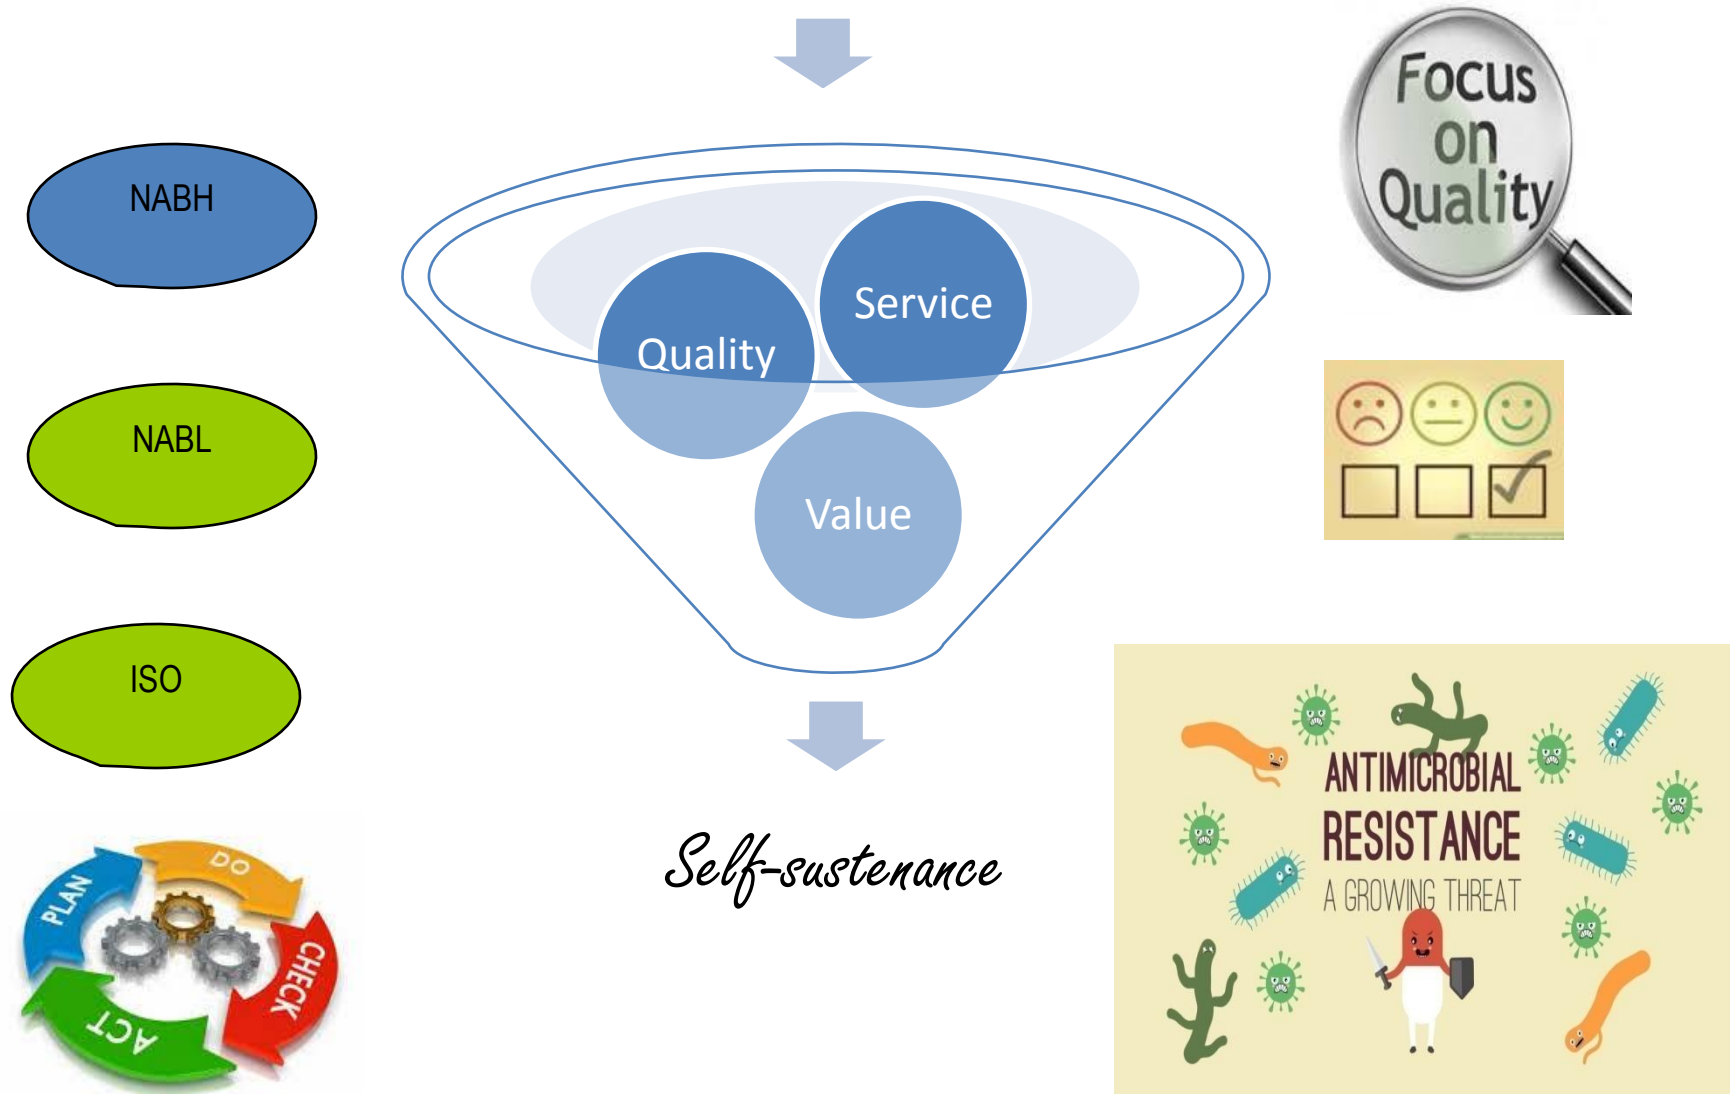 NABH
NABL
ISO
PLAN
DO
CHECK
ACT
Service
Quality
Value
Self-sustenance
Focus
on
Quality
ANTIMICROBIAL
RESISTANCE
A GROWING THREAT